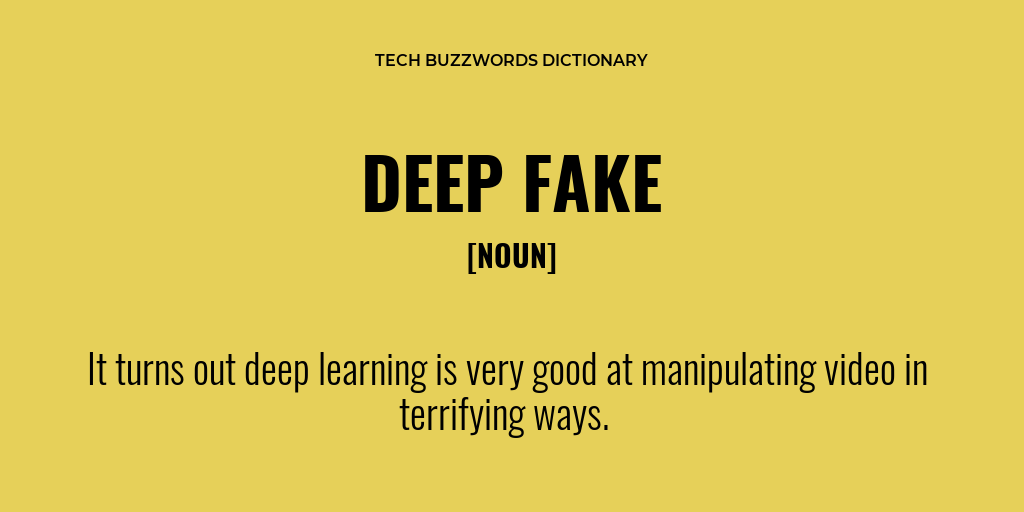 TECH BUZZWORDS DICTIONARY
DEEP FAKE
[NOUN]
It turns out deep learning is very good at manipulating video in
terrifying ways.